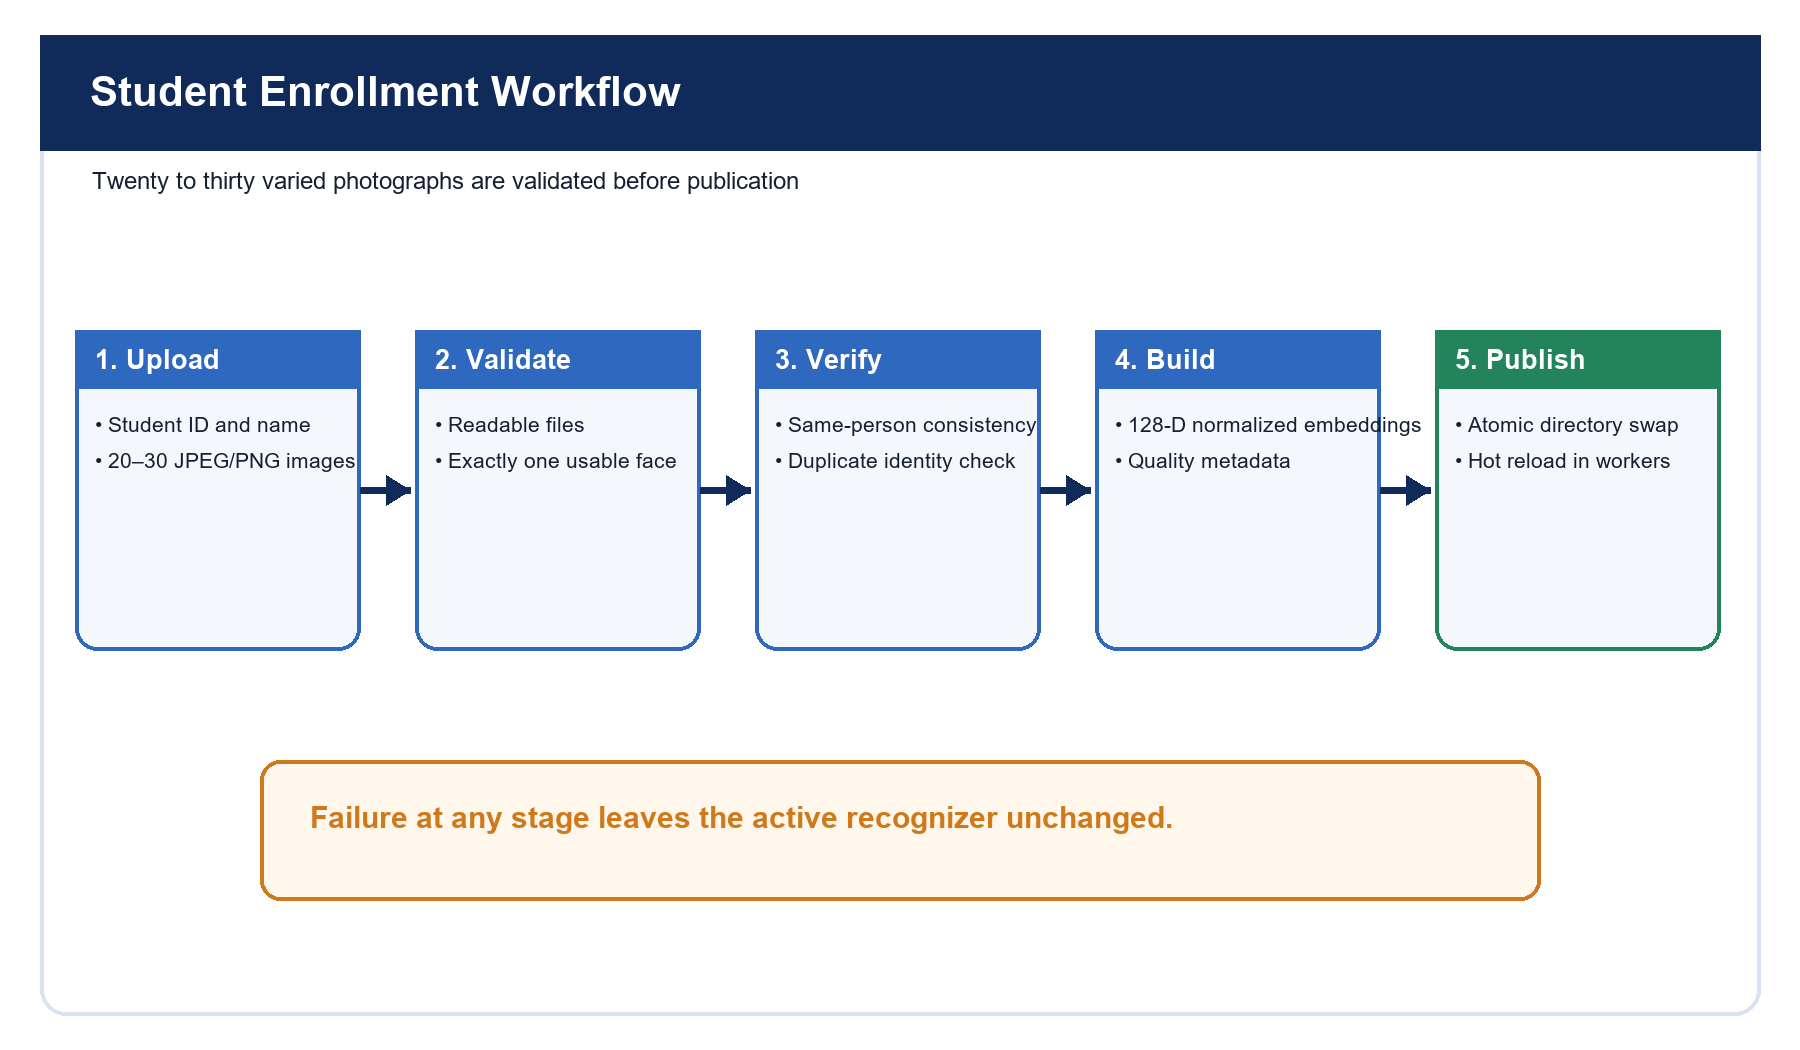 Student Enrollment Workflow
Twenty to thirty varied photographs are validated before publication
1. Upload
• Student ID and name
• 20–30 JPEG/PNG images
2. Validate
• Readable files
• Exactly one usable face
3. Verify
• Same-person consistency
• Duplicate identity check
4. Build
• 128-D normalized embeddings
• Quality metadata
5. Publish
• Atomic directory swap
• Hot reload in workers
Failure at any stage leaves the active recognizer unchanged.